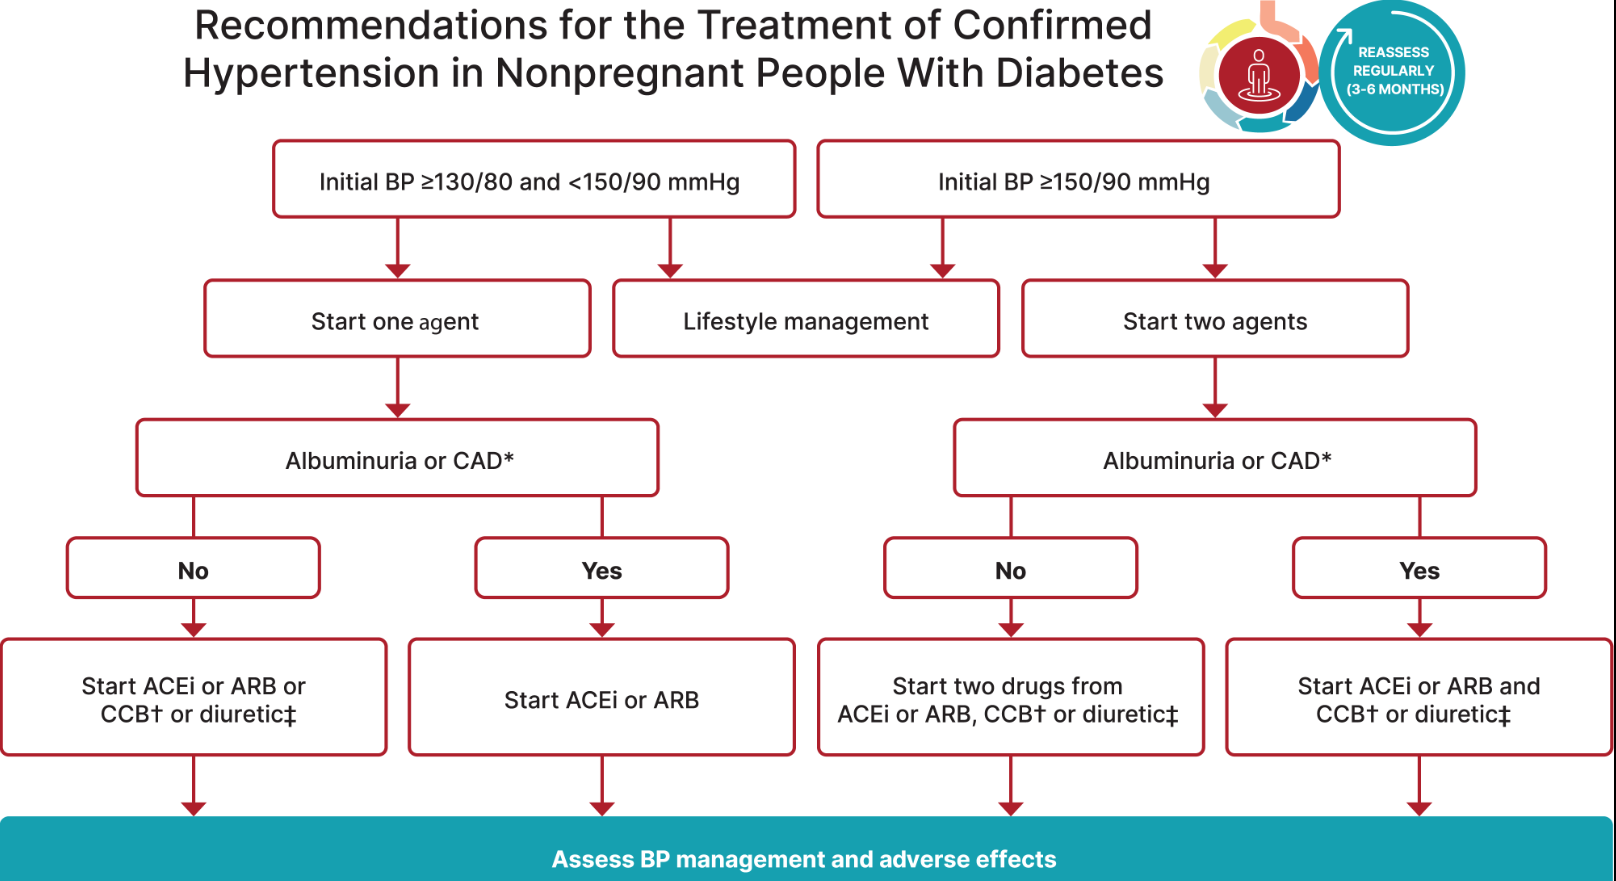 Recommendations for the Treatment of Confirmed
Hypertension in Nonpregnant People With Diabetes
REASSESS
REGULARLY
(3-6 MONTHS)
Initial BP ≥130/80 and <150/90 mmHg
Initial BP ≥150/90 mmHg
Start one agent
Lifestyle management
Start two agents
Albuminuria or CAD*
Albuminuria or CAD*
No
Yes
No
Yes
Start ACEi or ARB or
CCB† or diuretic‡
Start ACEi or ARB
Start two drugs from
ACEi or ARB, CCB† or diuretic‡
Start ACEi or ARB and
CCB† or diuretic‡
Assess BP management and adverse effects